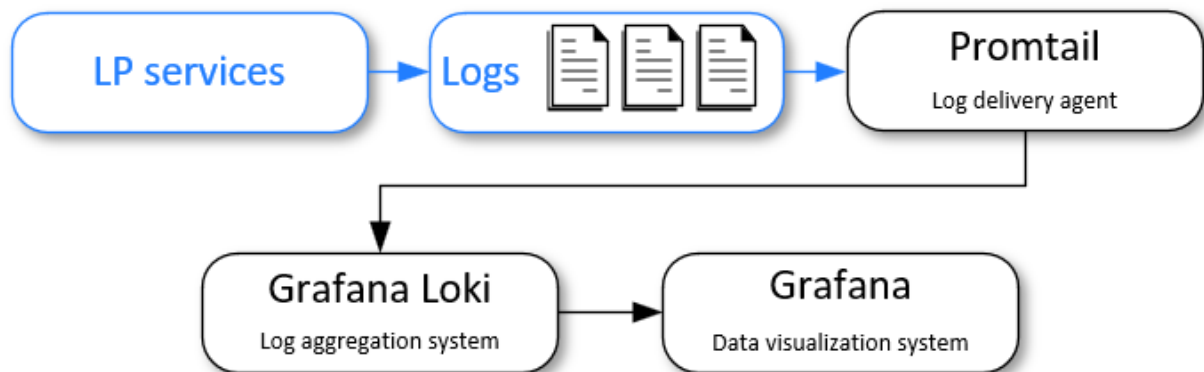 LP services
Logs
Promtail
Log delivery agent
Grafana Loki
Log aggregation system
Grafana
Data visualization system